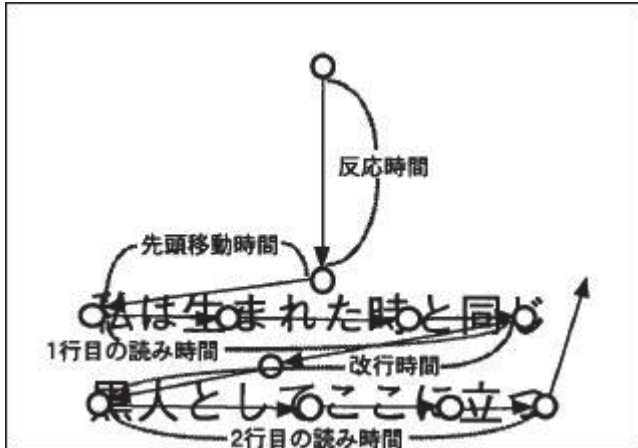 反応時間
先頭移動時間
私は生まれた時と同じ
1行目の読み時間
改行時間
黒人としてここに立つ
2行目の読み時間